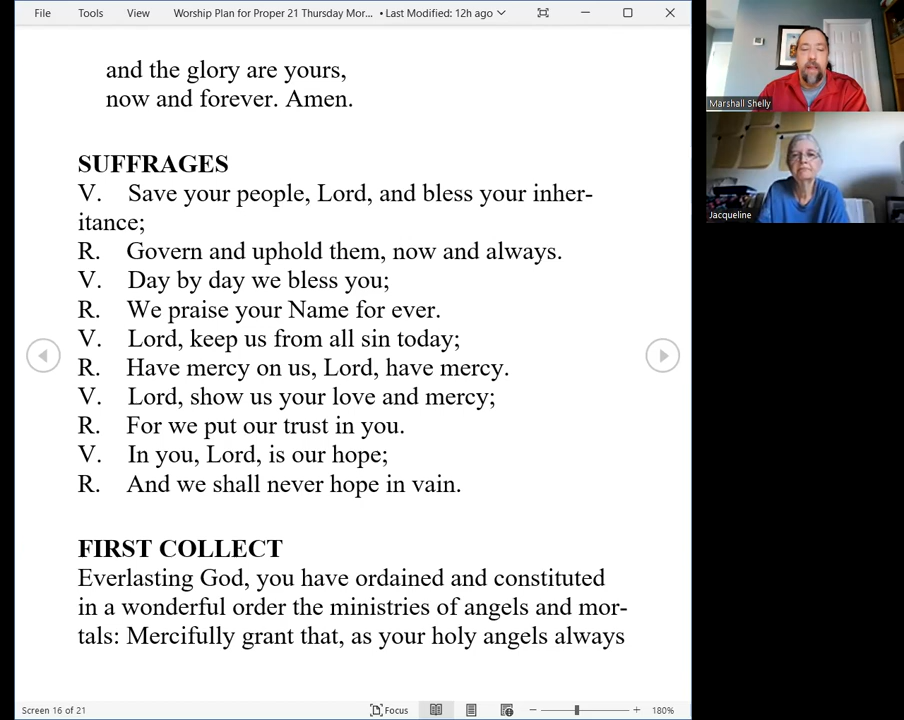 File Tools Worship Plan for Proper 21 Thursday Mor... • Last Modified: 12h ago
and the glory are yours,
now and forever. Amen.
SUFFRAGES
V. Save your people, Lord, and bless your inher-
itance;
R. Govern and uphold them, now and always.
V. Day by day we bless you;
R. We praise your Name for ever.
V. Lord, keep us from all sin today;
R. Have mercy on us, Lord, have mercy.
V. Lord, show us your love and mercy;
R. For we put our trust in you.
V. In you, Lord, is our hope;
R. And we shall never hope in vain.
FIRST COLLECT
Everlasting God, you have ordained and constituted
in a wonderful order the ministries of angels and mor-
tals: Mercifully grant that, as your holy angels always
Screen 16 of 21 Focus 180%
Marshall Shelly
Jacqueline